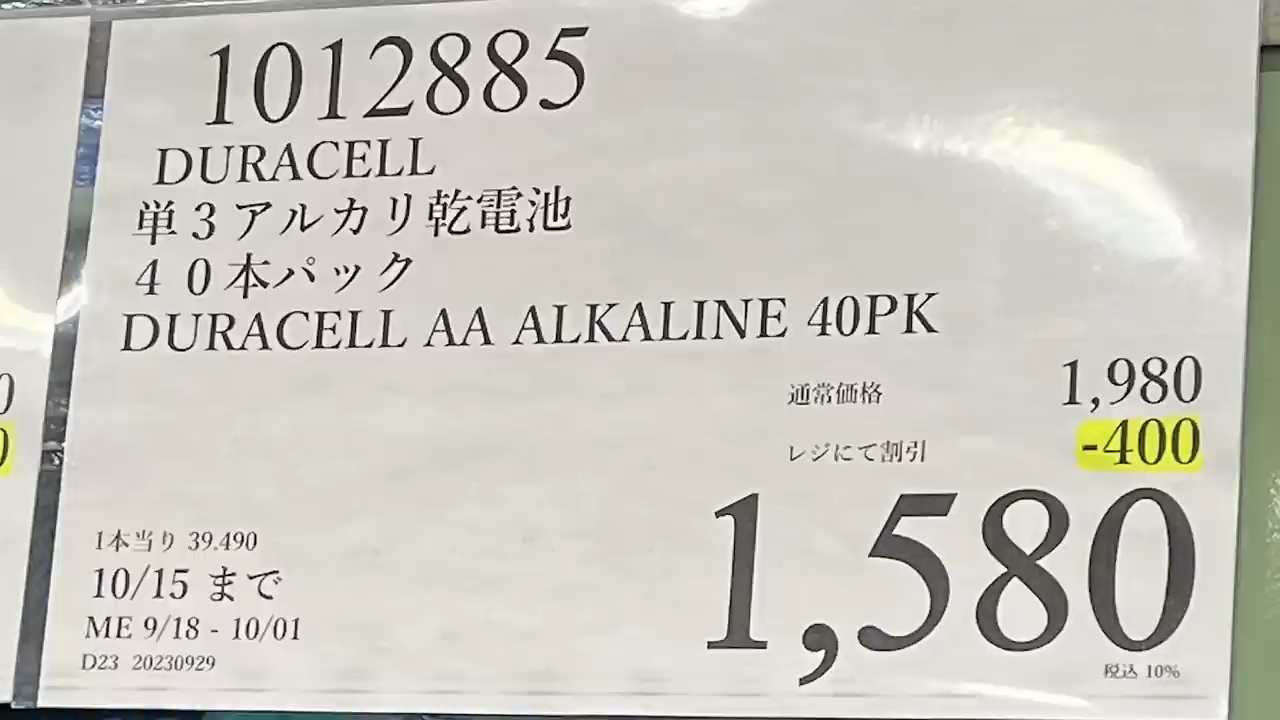 1012885
DURACELL
単3アルカリ乾電池
40本パック
DURACELL AA ALKALINE 40PK
通常価格 1,980
レジにて割引 -400
1,580
税込 10%
1本当り 39.490
10/15 まで
ME 9/18 - 10/01
D23 20230929
0
0